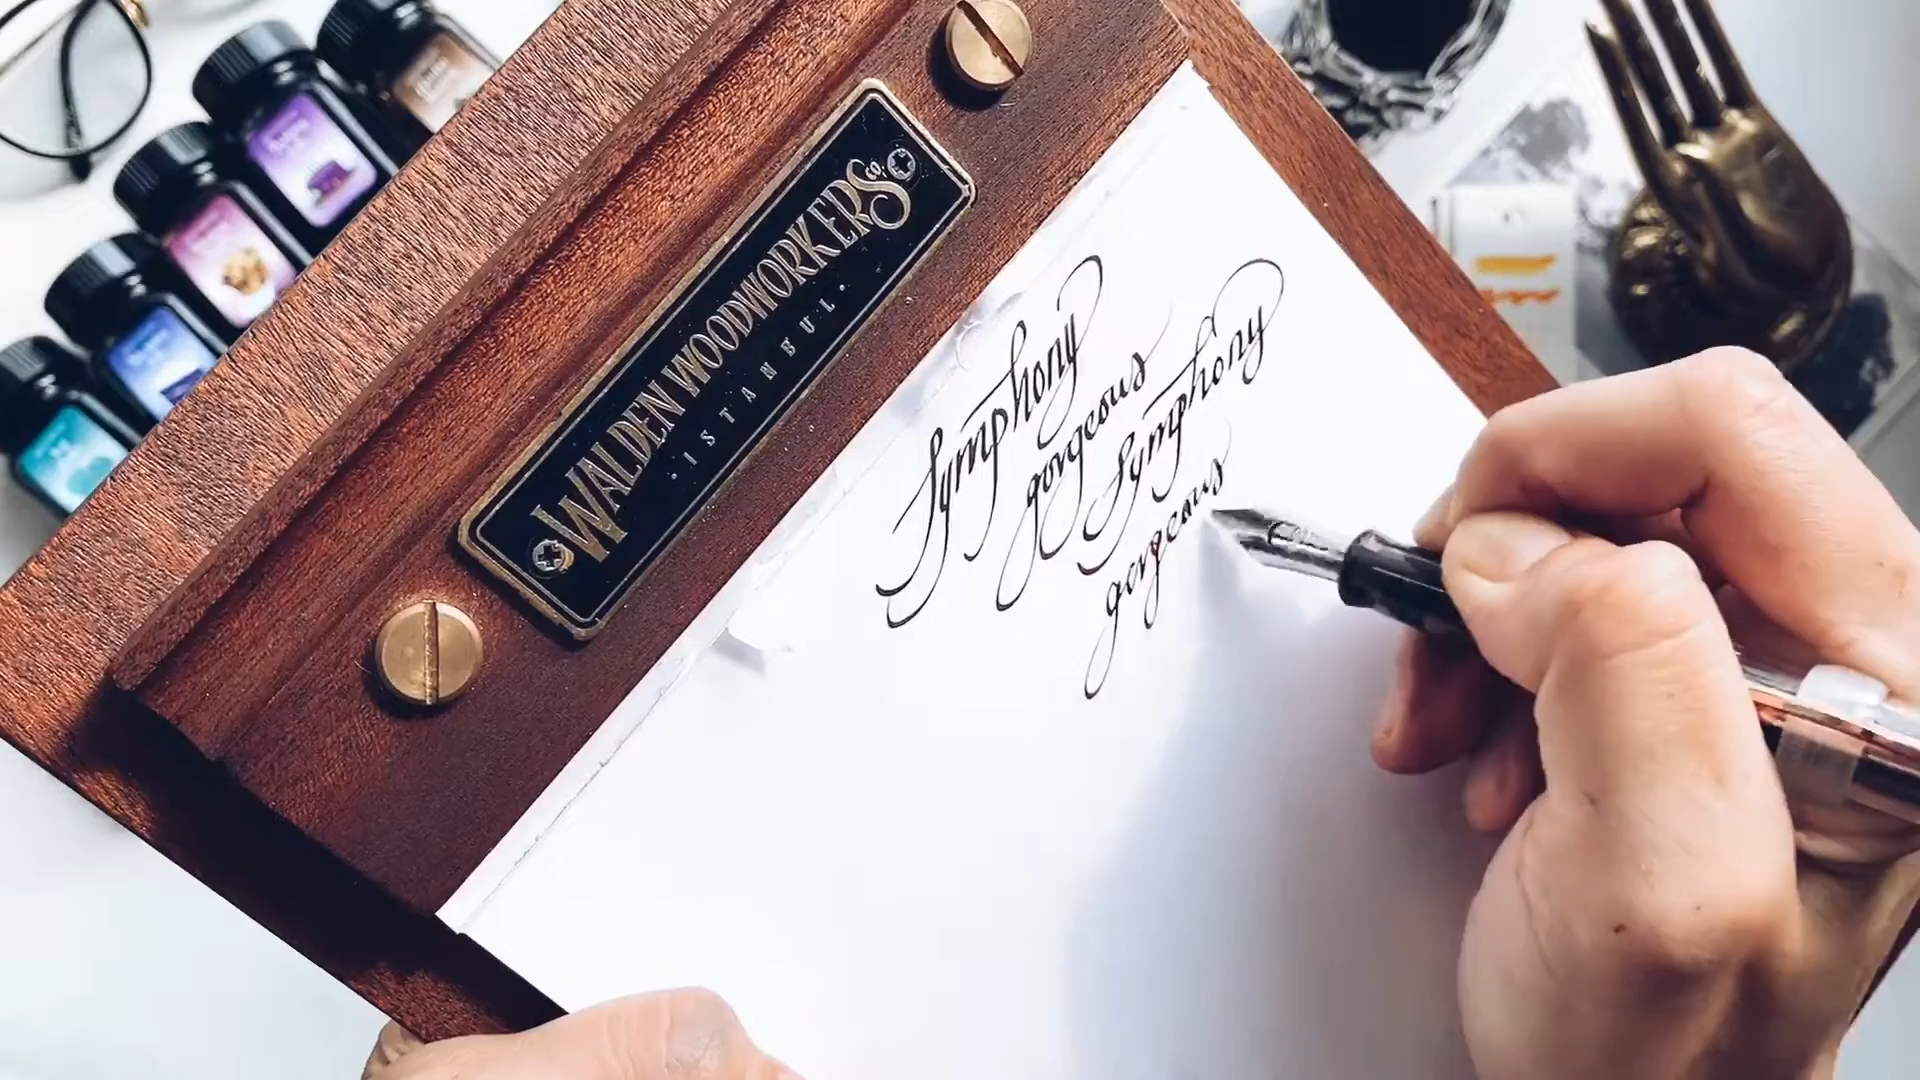 WALDEN WOODWORKERS CO.
· ISTANBUL ·
Symphony
gorgeous
Symphony
gorgeous